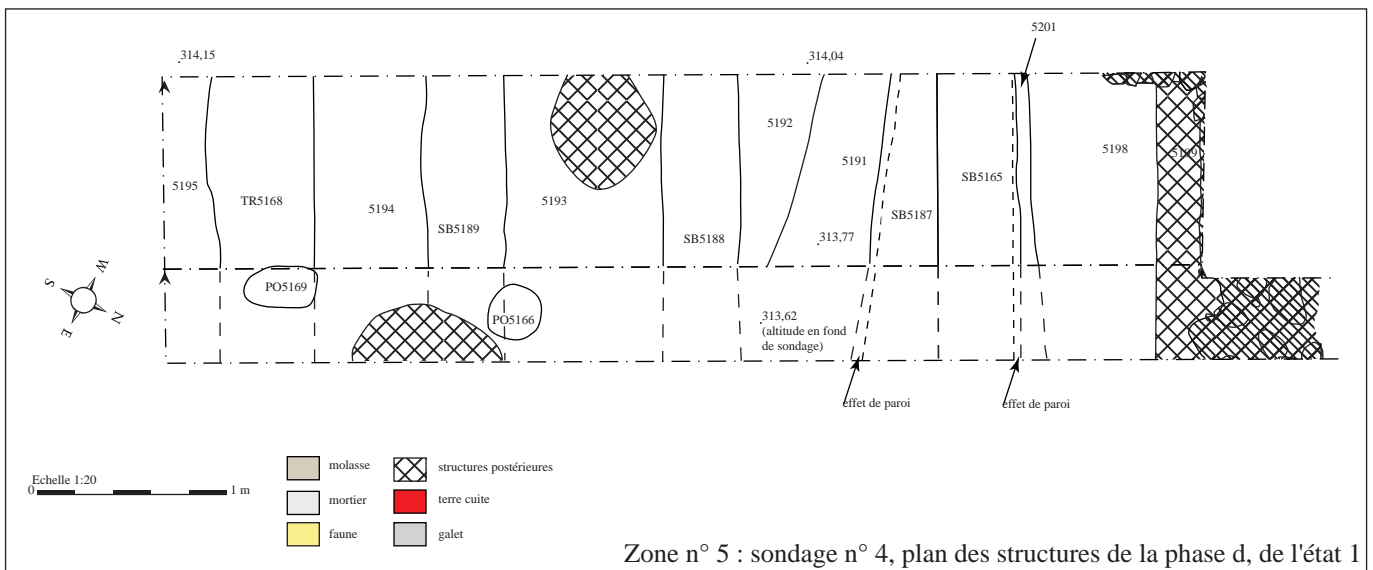 5201
.314,15
.314,04
5192
5198
5191
5199
5195
TR5168
5194
5193
SB5165
SB5187
SB5189
SB5188
.313,77
W
S
N
E
PO5169
PO5166
.313,62
(altitude en fond
de sondage)
effet de paroi
effet de paroi
molasse
structures postérieures
Echelle 1:20
0
1 m
mortier
terre cuite
faune
galet
Zone n° 5 : sondage n° 4, plan des structures de la phase d, de l'état 1